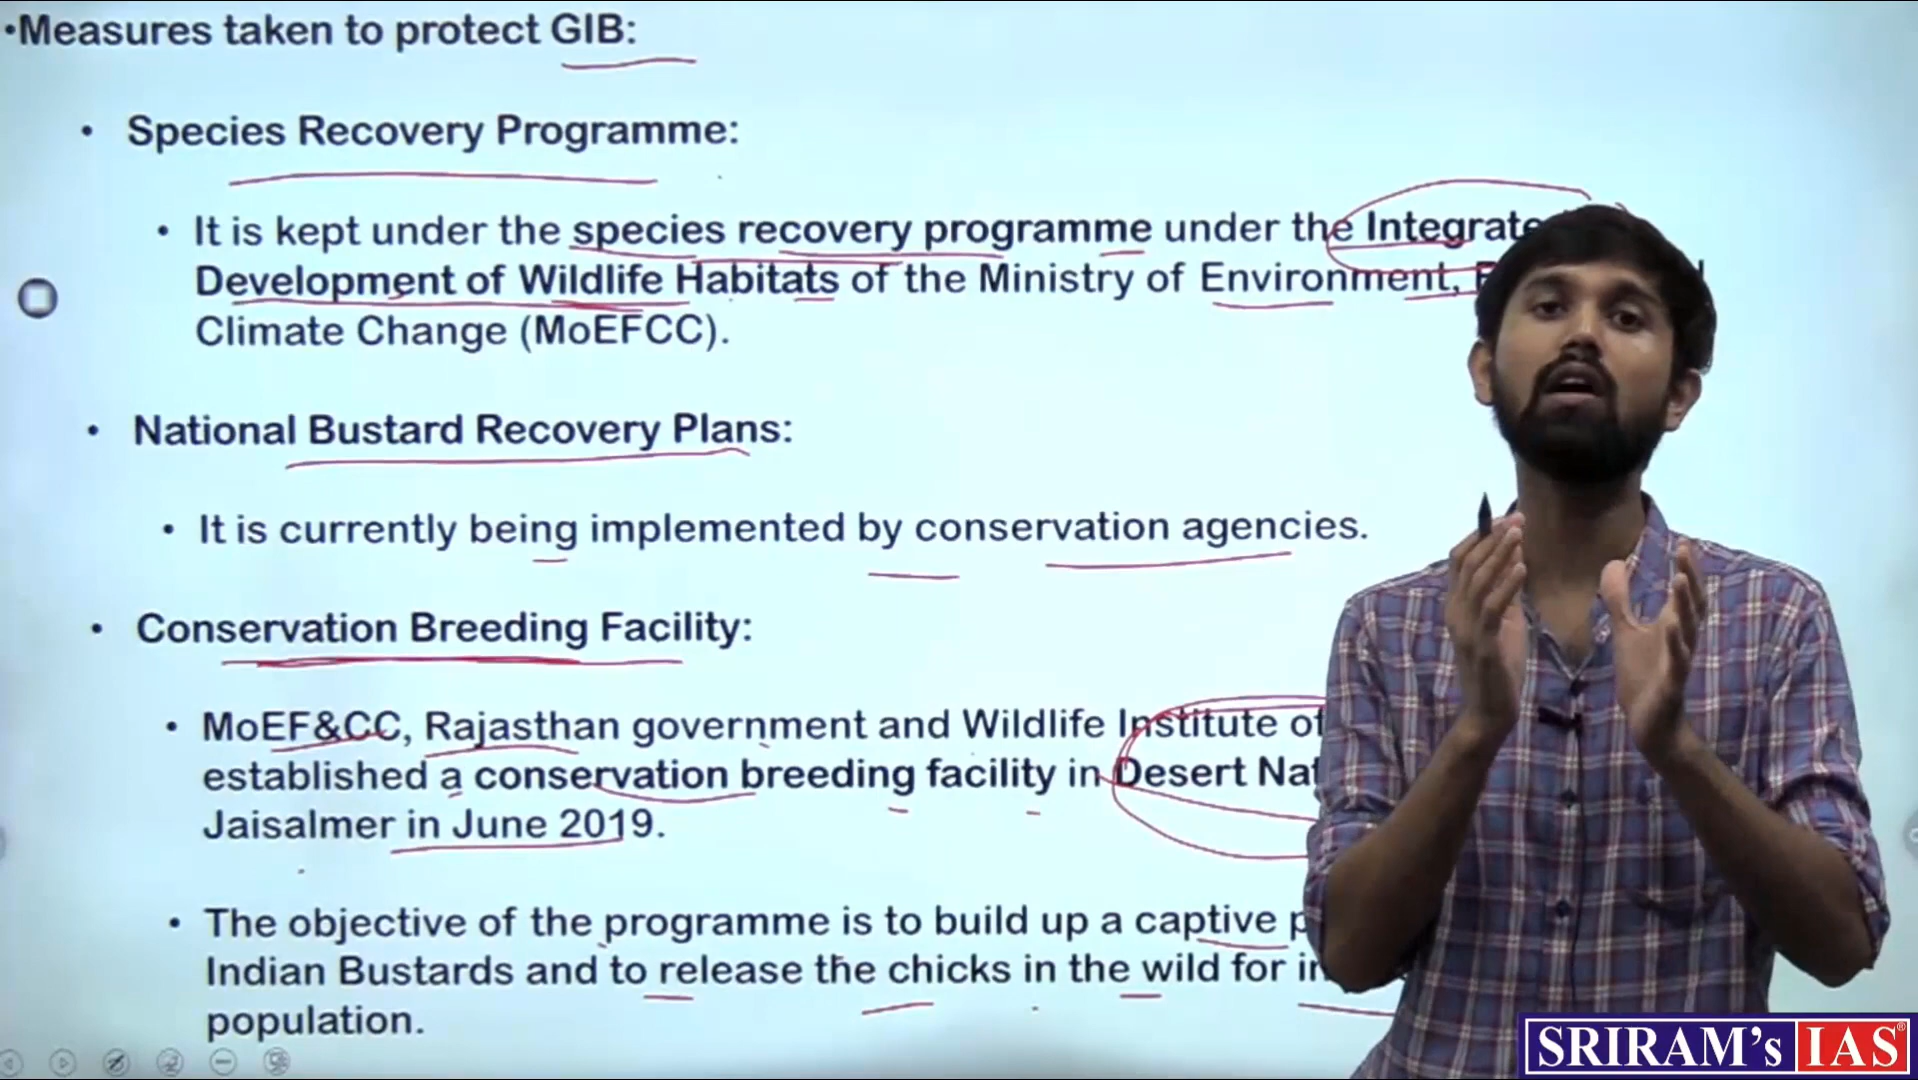 •Measures taken to protect GIB:
• Species Recovery Programme:
• It is kept under the species recovery programme under the Integrate
Development of Wildlife Habitats of the Ministry of Environment,
Climate Change (MoEFCC).
• National Bustard Recovery Plans:
• It is currently being implemented by conservation agencies.
• Conservation Breeding Facility:
• MoEF&CC, Rajasthan government and Wildlife Institute of
established a conservation breeding facility in Desert Nat
Jaisalmer in June 2019.
• The objective of the programme is to build up a captive p
Indian Bustards and to release the chicks in the wild for in
population.
SRIRAM's IAS®